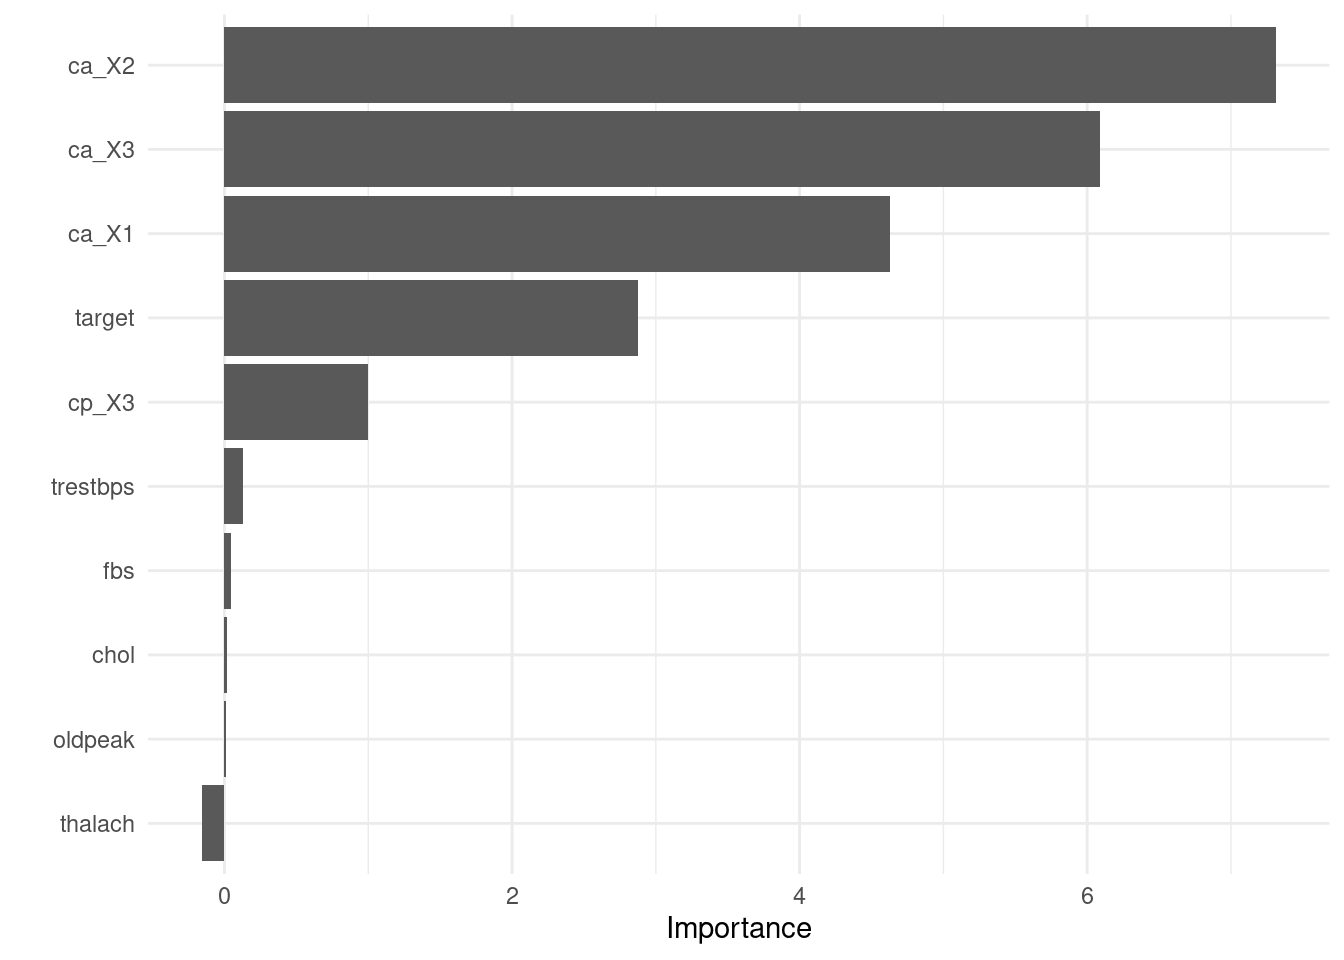 ca_X2
ca_X3
ca_X1
target
cp_X3
trestbps
fbs
chol
oldpeak
thalach
0 2 4 6
Importance